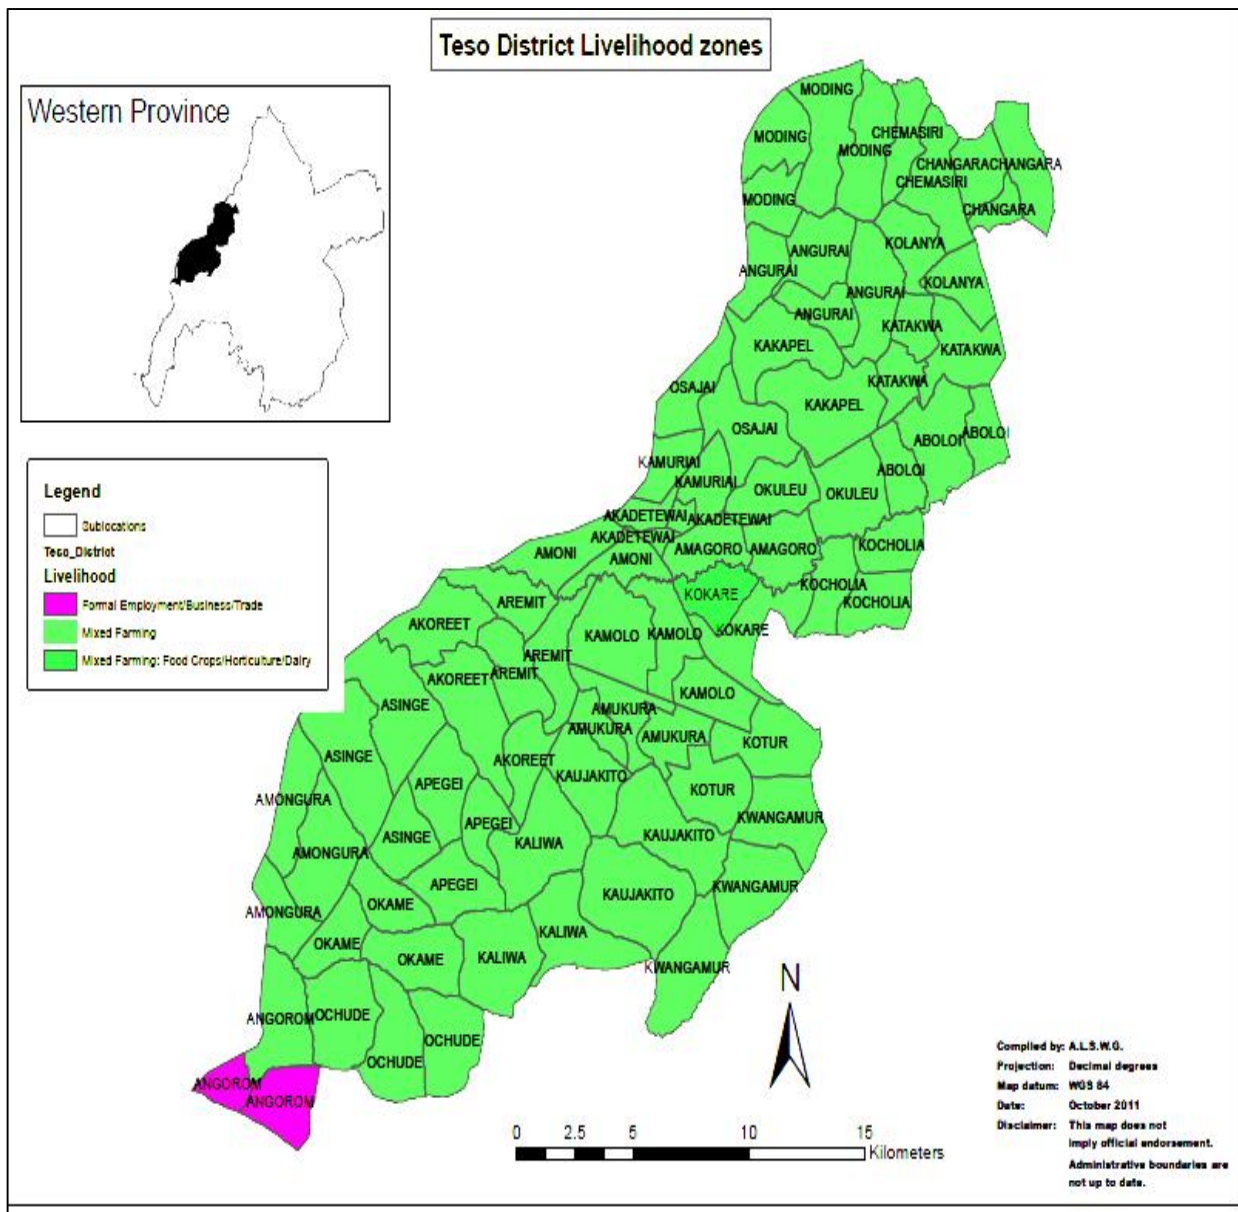 Teso District Livelihood zones
Western Province
MODING
MODING
CHEMASIRI
MODING
CHANGARA
CHANGARA
CHEMASIRI
MODING
CHANGARA
KOLANYA
ANGURAI
ANGURAI
KOLANYA
ANGURAI
ANGURAI
KATAKWA
KAKAPEL
KATAKWA
OSAJAI
KATAKWA
KAKAPEL
OSAJAI
ABOLOI
ABOLOI
KAMURIAI
ABOLOI
KAMURIAI
OKULEU
OKULEU
AKADETEWAI
AKADETEWAI
AKADETEWAI
KOCHOLIA
AMONI
AMONI
AMAGORO
AMAGORO
KOCHOLIA
KOKARE
AREMIT
KOCHOLIA
AKOREET
KAMOLO
KAMOLO
KOKARE
AREMIT
AREMIT
AKOREET
KAMOLO
ASINGE
AMUKURA
AMUKURA
AMUKURA
KOTUR
ASINGE
AKOREET
KAUJAKITO
APEGEI
KOTUR
AMONGURA
KWANGAMUR
APEGEI
ASINGE
KAUJAKITO
KALIWA
AMONGURA
APEGEI
KWANGAMUR
KAUJAKITO
OKAME
AMONGURA
KALIWA
OKAME
OKAME
KALIWA
KWANGAMUR
ANGOROM
OCHUDE
OCHUDE
OCHUDE
ANGOROM
ANGOROM
Legend
Sublocations
Teso_District
Livelihood
Formal Employment/Business/Trade
Mixed Farming
Mixed Farming: Food Crops/Horticulture/Dairy
N
0 2.5 5 10 15
Kilometers
Compiled by: A.L.S.W.G.
Projection: Decimal degrees
Map datum: WGS 84
Date: October 2011
Disclaimer: This map does not
imply official endorsement.
Administrative boundaries are
not up to date.